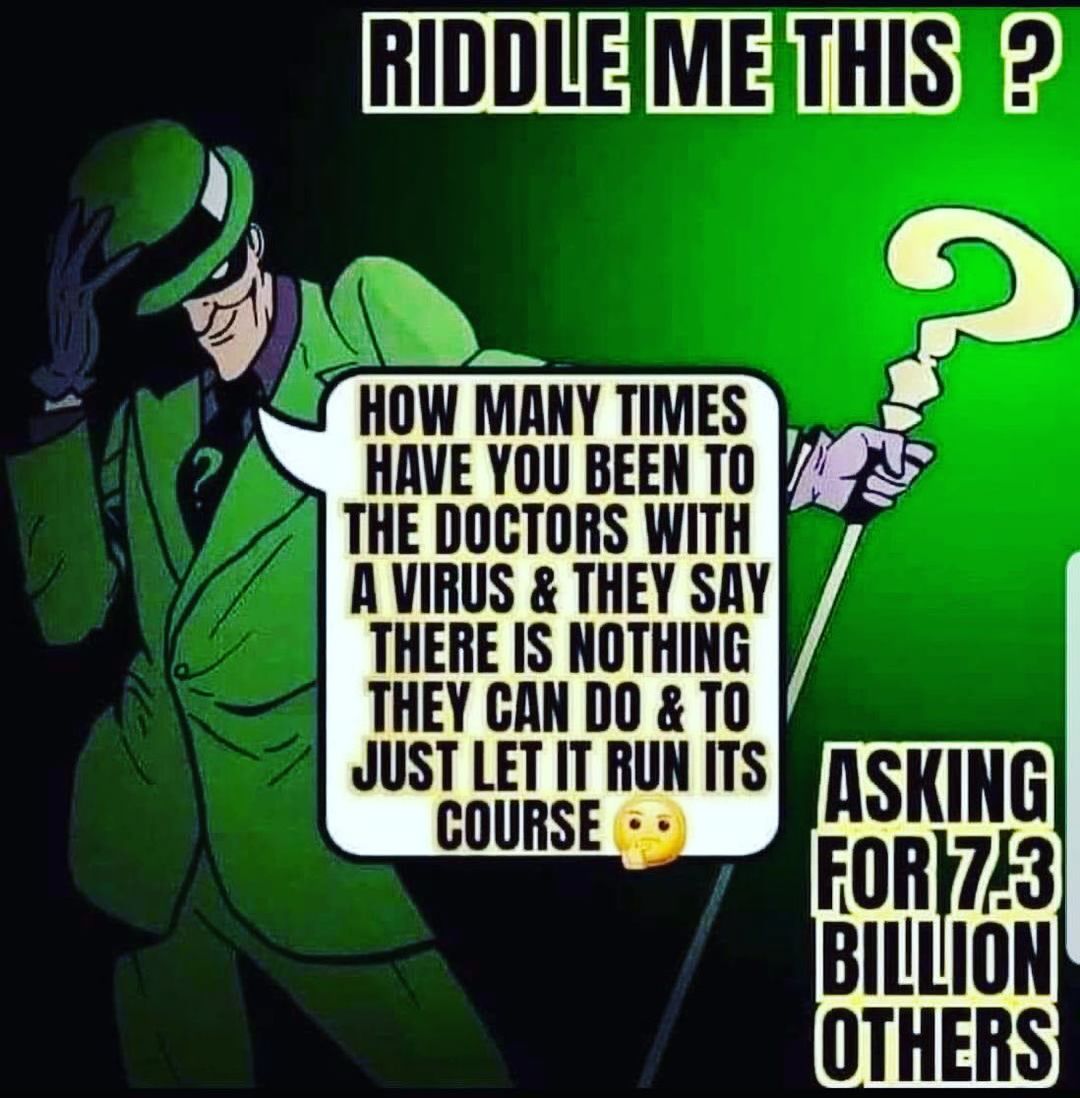 RIDDLE ME THIS ?
HOW MANY TIMES
HAVE YOU BEEN TO
THE DOCTORS WITH
A VIRUS & THEY SAY
THERE IS NOTHING
THEY CAN DO & TO
JUST LET IT RUN ITS
COURSE 🤔
?
ASKING
FOR 7.3
BILLION
OTHERS